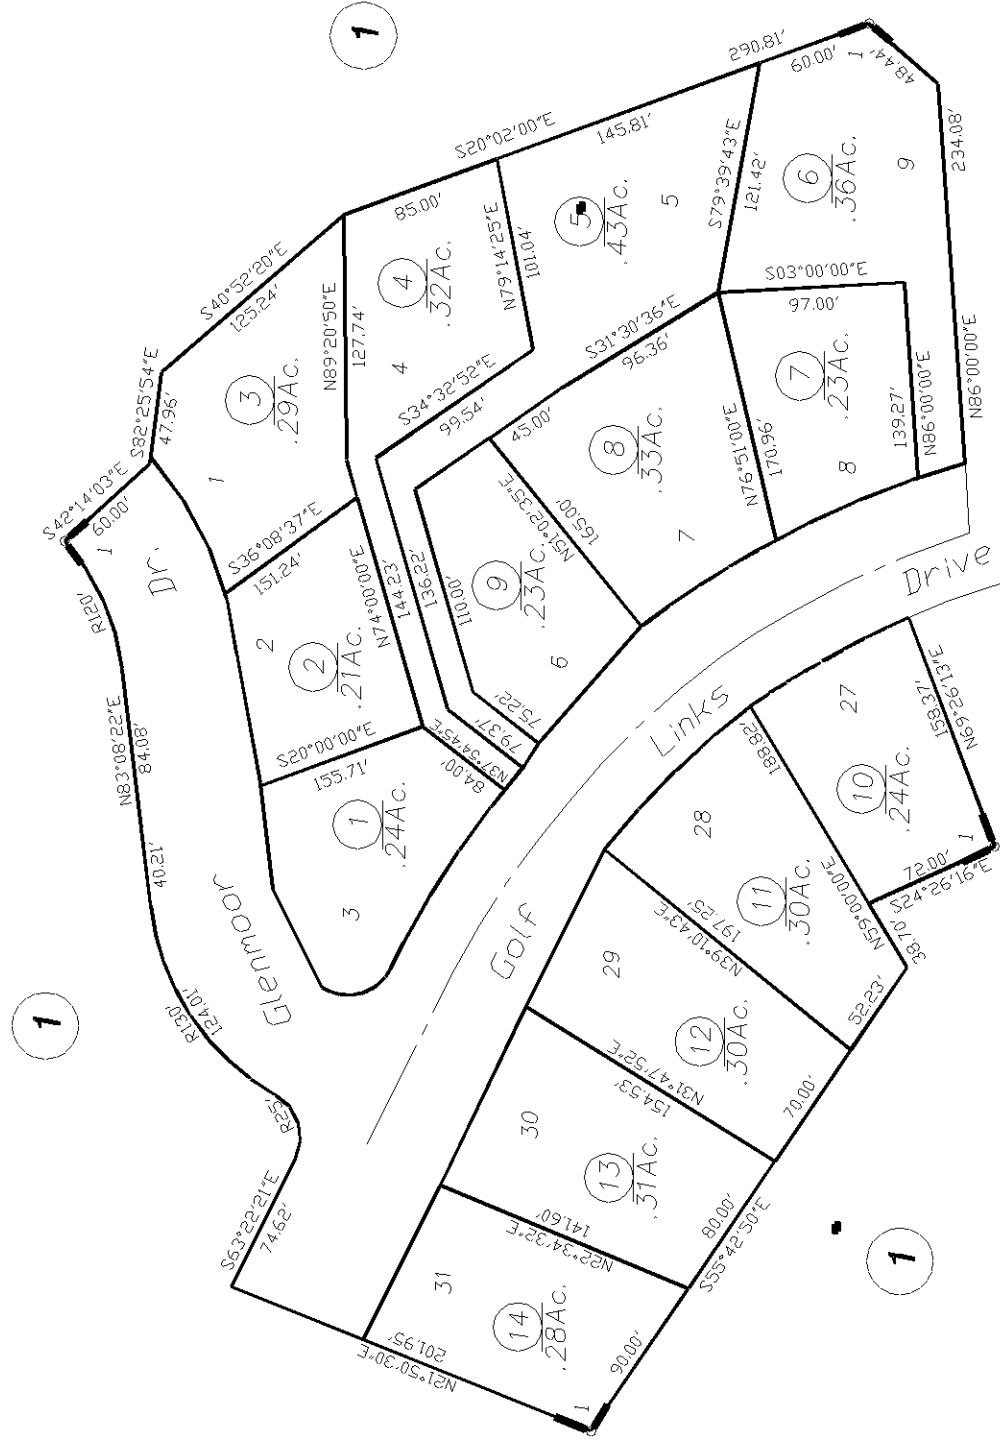 1
S42°14'03"E
60.00'
1
S82°25'54"E
47.96'
S40°52'20"E
125.24'
3
.29Ac.
1
N89°20'50"E
127.74'
S20°02'00"E
290.81'
85.00'
4
.32Ac.
4
N79°14'25"E
101.04'
145.81'
5
.43Ac.
5
60.00'
1
48.44'
S79°39'43"E
121.42'
6
.36Ac.
9
234.08'
N86°00'00"E
S03°00'00"E
97.00'
7
.23Ac.
8
139.27'
N86°00'00"E
N76°51'00"E
170.96'
S34°32'52"E
99.54'
S31°30'36"E
96.36'
45.00'
8
.33Ac.
7
N51°02'35"E
165.00'
9
.23Ac.
6
110.00'
136.22'
144.23'
N74°00'00"E
S36°08'37"E
151.24'
2
2
.21Ac.
S20°00'00"E
155.71'
75.22'
79.37'
N37°54'45"E
84.00'
1
.24Ac.
3
R120'
N83°08'22"E
84.08'
40.21'
R130'
124.01'
R25'
S63°22'21"E
74.62'
Glenmoor Dr.
Golf Links Drive
1
27
10
.24Ac.
N69°26'13"E
158.37'
1
72.00'
S24°26'16"E
188.82'
N59°00'00"E
38.70'
28
11
.30Ac.
52.23'
N39°10'43"E
197.25'
29
12
.30Ac.
70.00'
N31°47'52"E
154.53'
30
13
.31Ac.
80.00'
S55°42'50"E
N22°34'32"E
141.60'
31
14
.28Ac.
90.00'
1
N21°50'30"E
201.95'
1